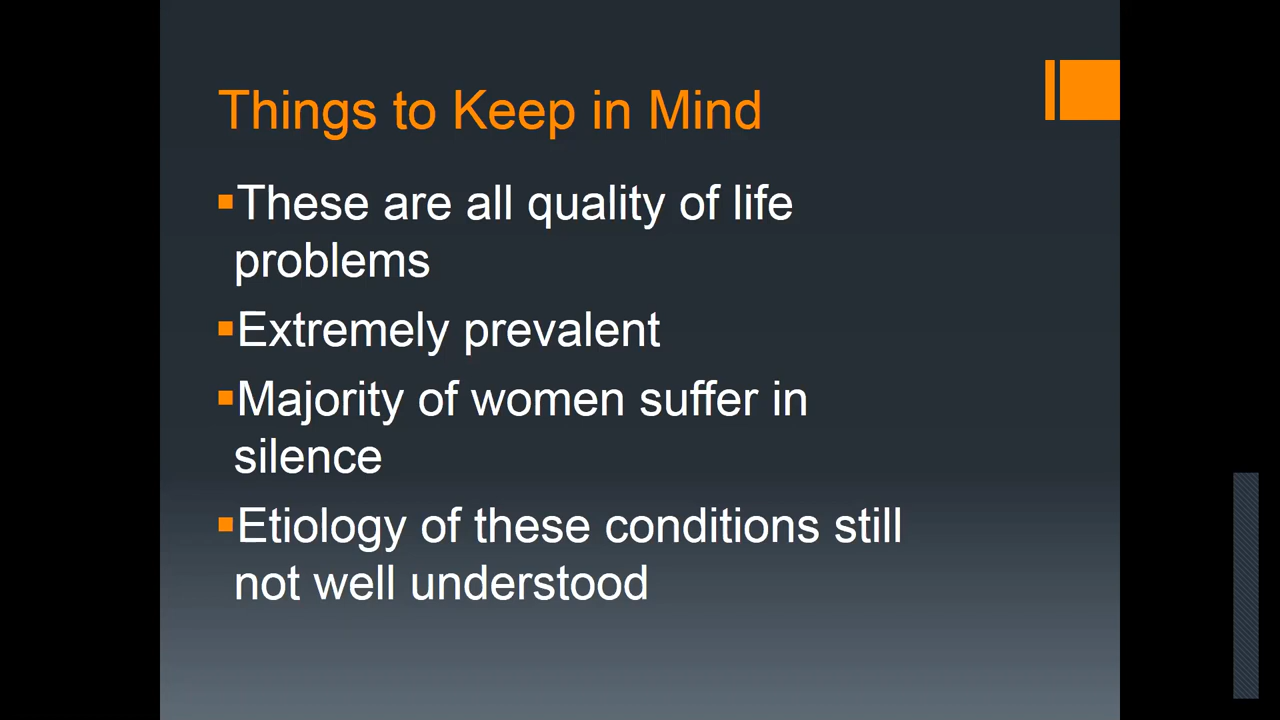 Things to Keep in Mind
▪These are all quality of life
problems
▪Extremely prevalent
▪Majority of women suffer in
silence
▪Etiology of these conditions still
not well understood